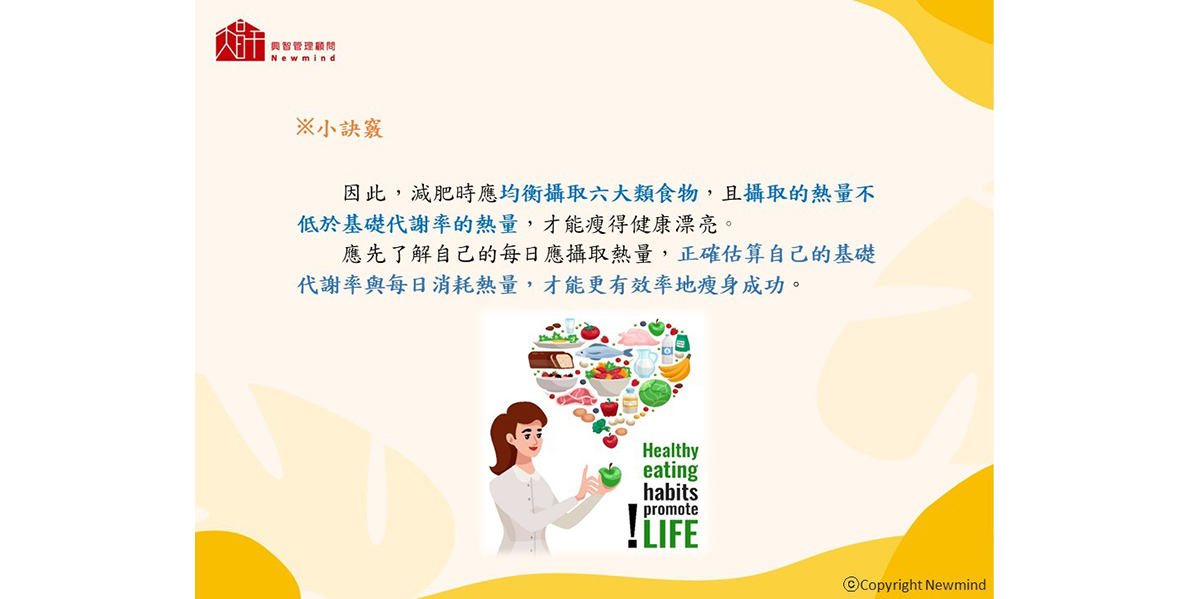 興智管理顧問
Newmind
※小訣竅
因此，減肥時應均衡攝取六大類食物，且攝取的熱量不
低於基礎代謝率的熱量，才能瘦得健康漂亮。
應先了解自己的每日應攝取熱量，正確估算自己的基礎
代謝率與每日消耗熱量，才能更有效率地瘦身成功。
Healthy
eating
habits
promote
!LIFE
©Copyright Newmind